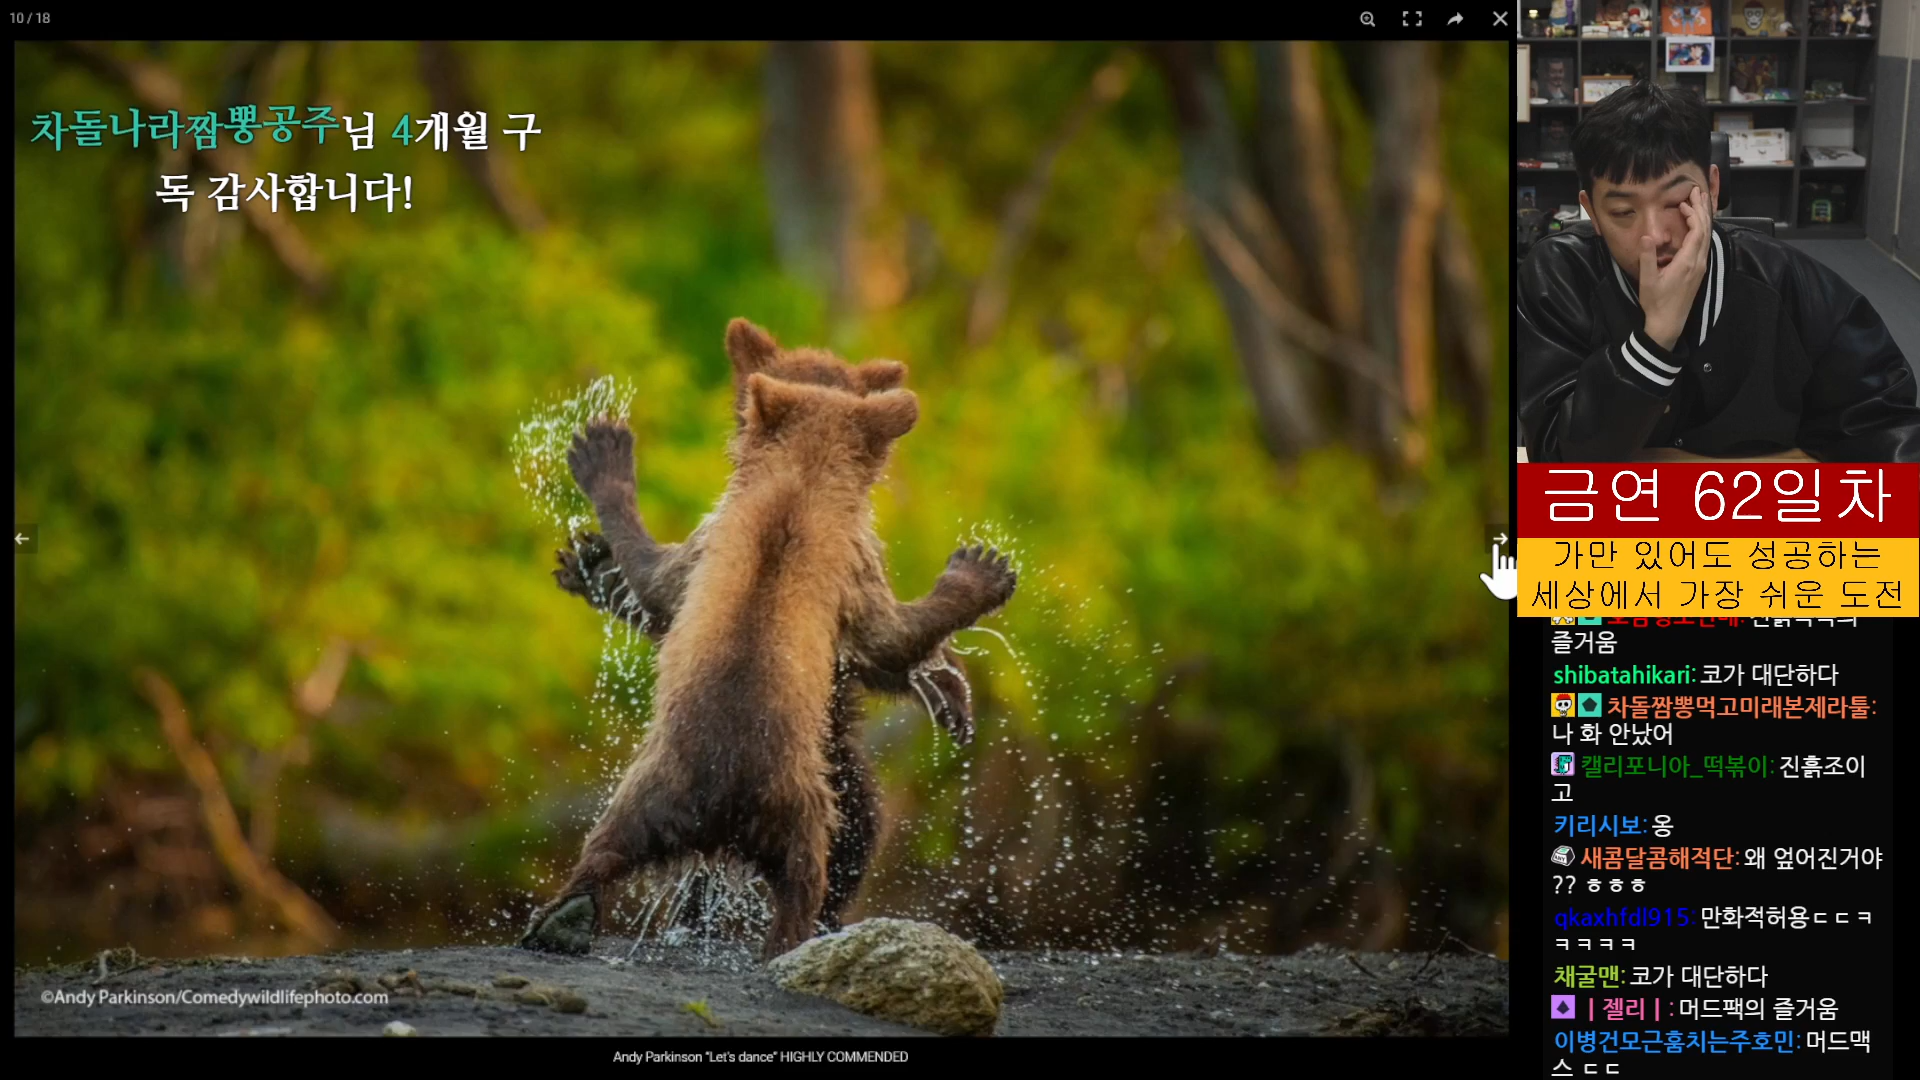 10 / 18
차돌나라짬뽕공주님 4개월 구
독 감사합니다!
©Andy Parkinson/Comedywildlifephoto.com
Andy Parkinson “Let's dance” HIGHLY COMMENDED
금연 62일차
가만 있어도 성공하는
세상에서 가장 쉬운 도전
즐거움
shibatahikari: 코가 대단하다
차돌짬뽕먹고미래본제라툴:
나 화 안났어
캘리포니아_떡볶이: 진흙조이
고
키리시보: 옹
새콤달콤해적단: 왜 엎어진거야
?? ㅎㅎㅎ
qkaxhfdl915: 만화적허용ㄷㄷㅋ
ㅋㅋㅋㅋ
채굴맨: 코가 대단하다
| 젤리 | : 머드팩의 즐거움
이병건모근훔치는주호민: 머드맥
스 ㄷㄷ